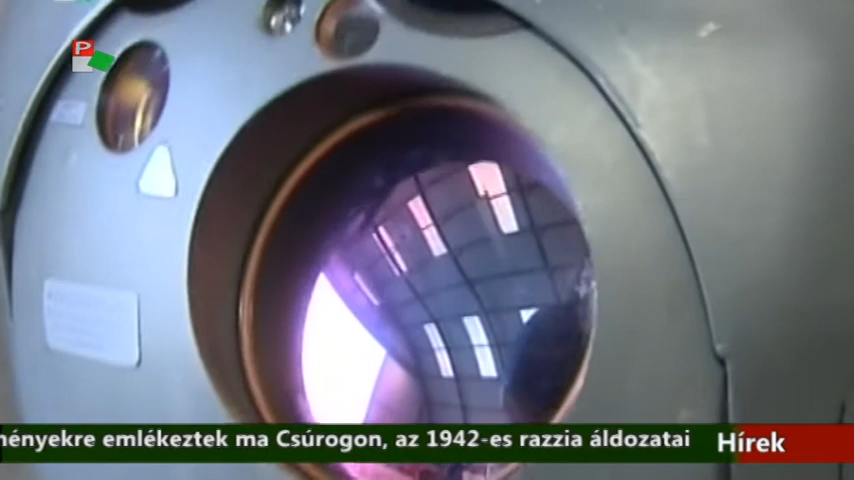 P
ményekre emlékeztek ma Csúrogon, az 1942-es razzia áldozatai
Hírek